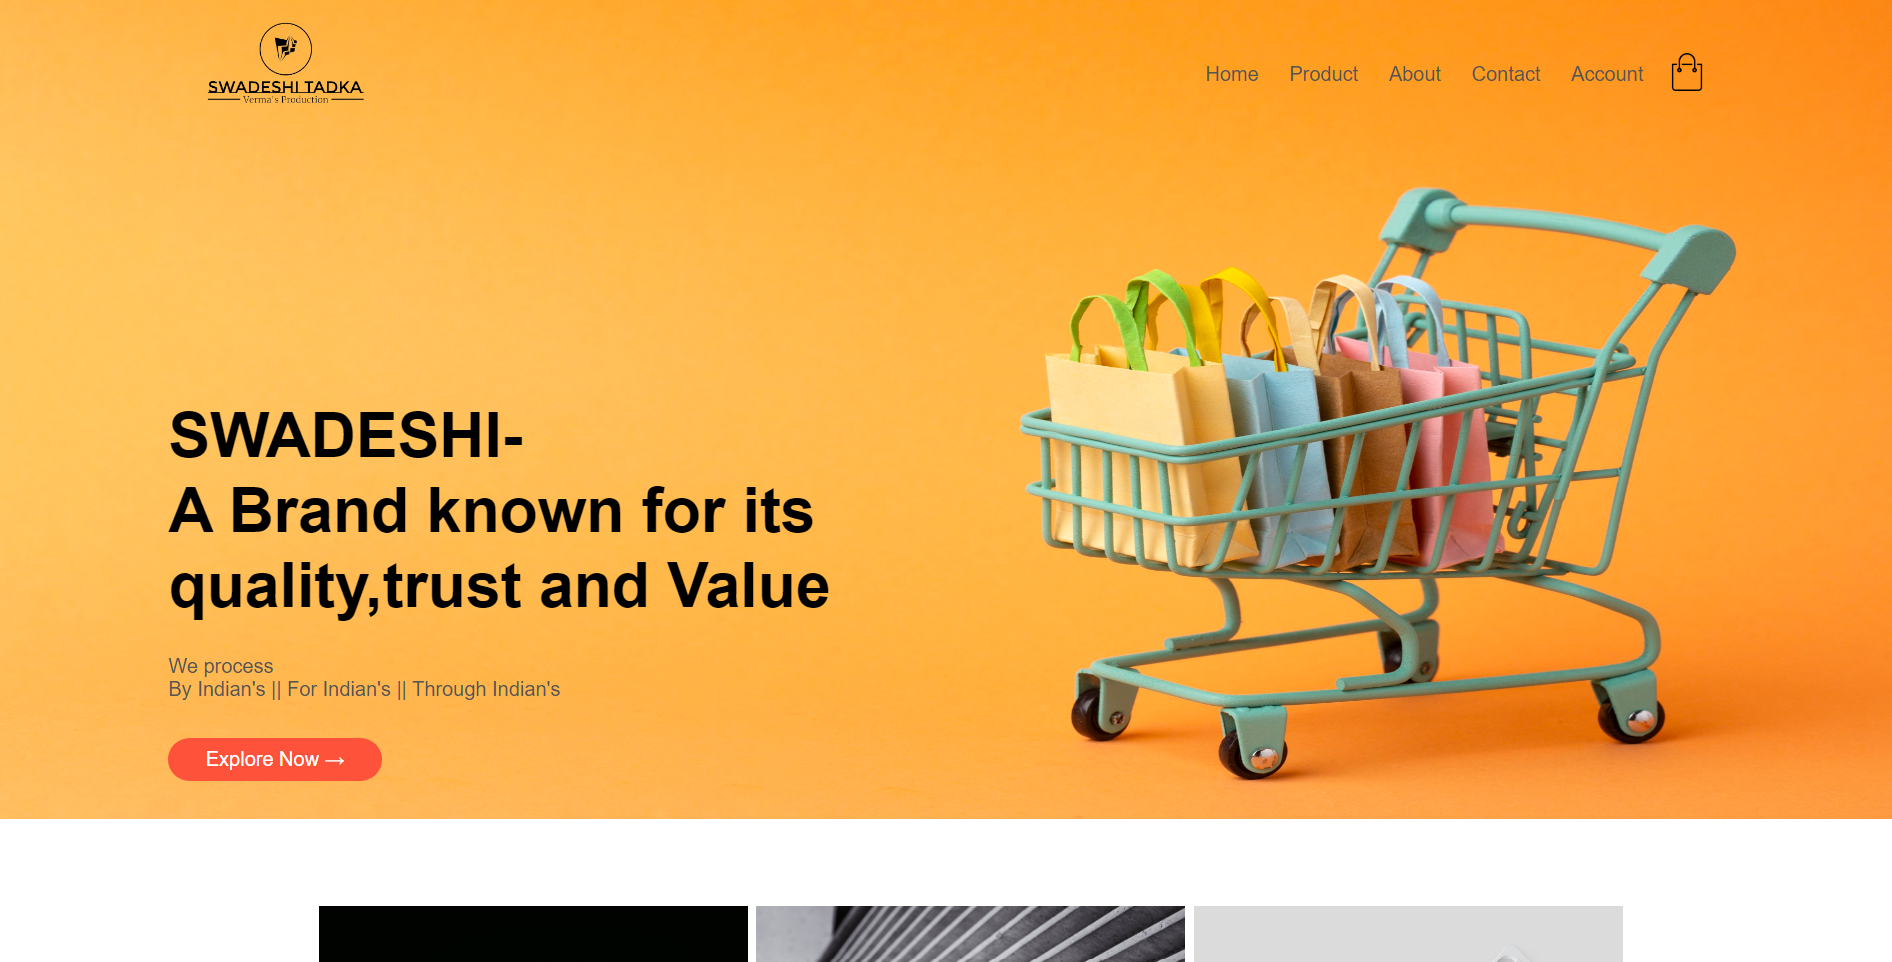 SWADESHI TADKA
Verma's Production
Home Product About Contact Account
SWADESHI-
A Brand known for its
quality,trust and Value
We process
By Indian's || For Indian's || Through Indian's
Explore Now →